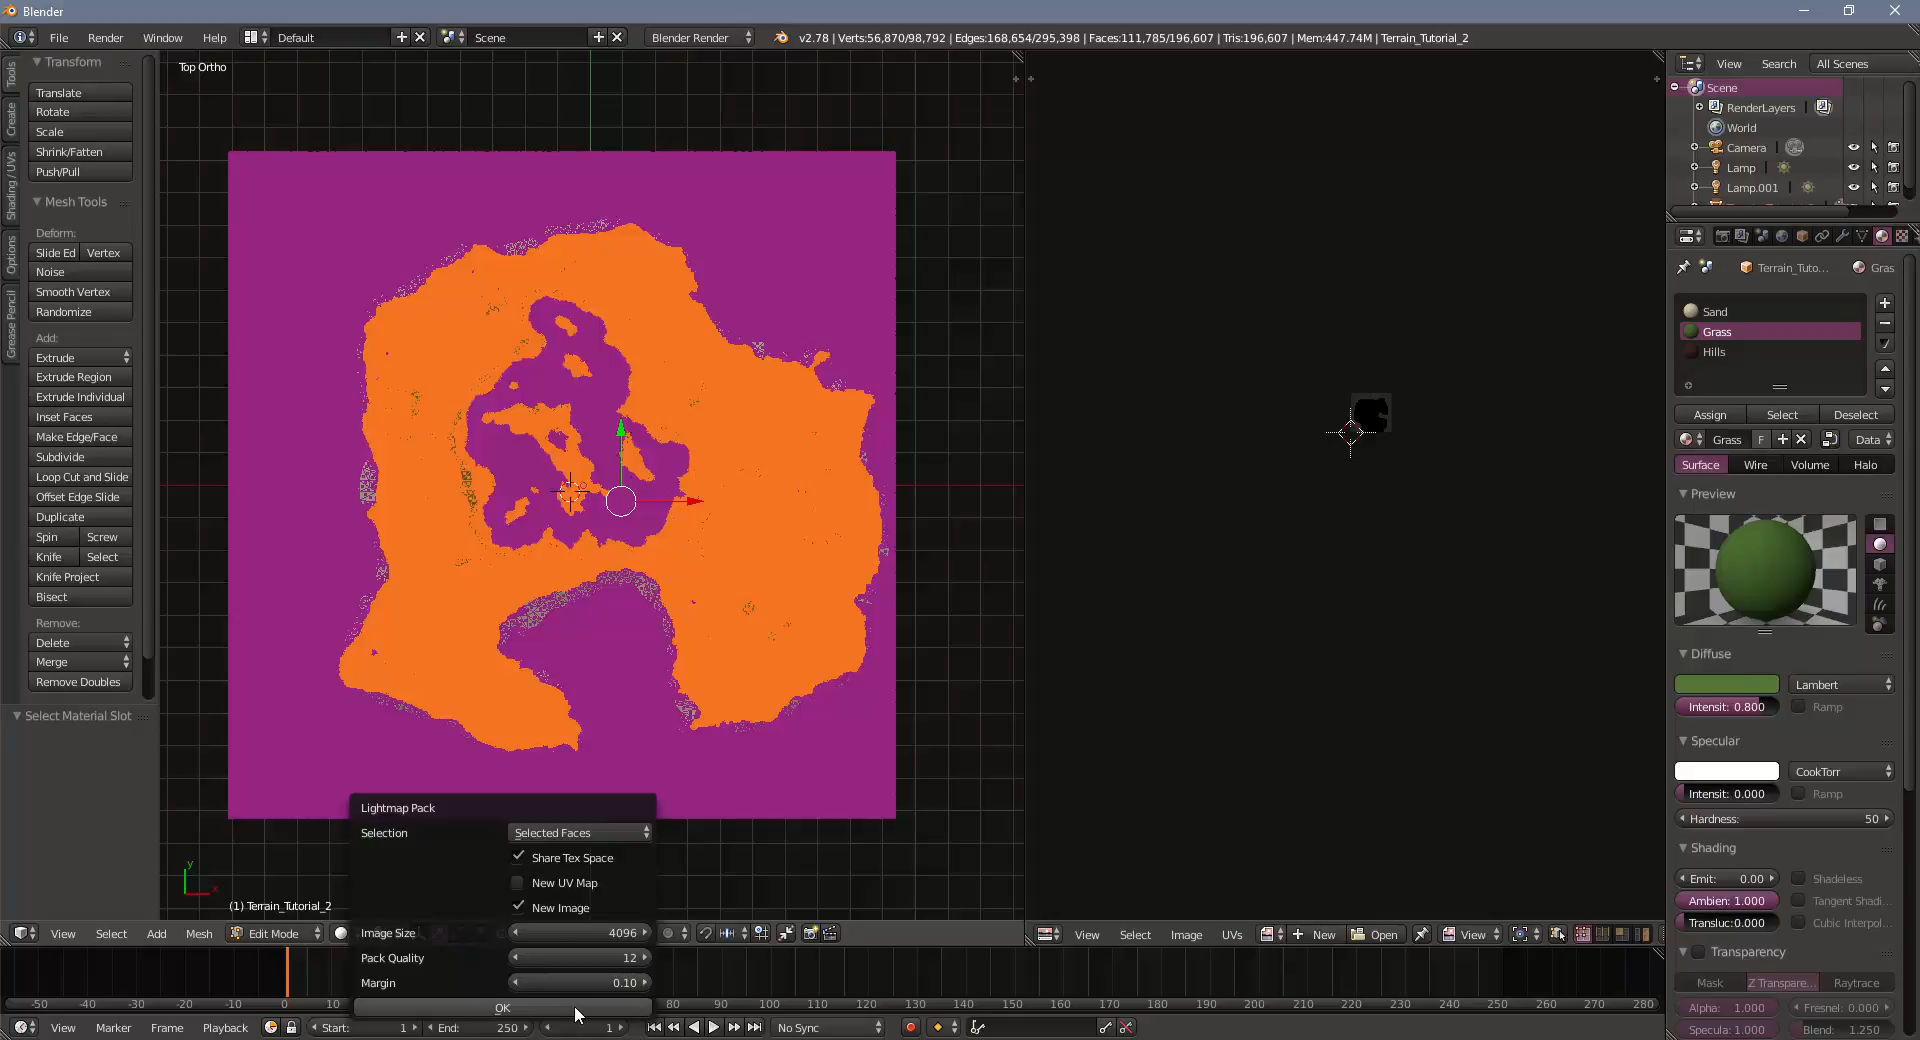 Blender
File Render Window Help Default Scene Blender Render v2.78 | Verts:56,870/98,792 | Edges:168,654/295,398 | Faces:111,785/196,607 | Tris:196,607 | Mem:447.74M | Terrain_Tutorial_2
Tools
Create
Shading / UVs
Options
Grease Pencil
Transform
Translate
Rotate
Scale
Shrink/Fatten
Push/Pull
Mesh Tools
Deform:
Slide Ed Vertex
Noise
Smooth Vertex
Randomize
Add:
Extrude
Extrude Region
Extrude Individual
Inset Faces
Make Edge/Face
Subdivide
Loop Cut and Slide
Offset Edge Slide
Duplicate
Spin Screw
Knife Select
Knife Project
Bisect
Remove:
Delete
Merge
Remove Doubles
Select Material Slot
Top Ortho
y
x
(1) Terrain_Tutorial_2
Lightmap Pack
Selection Selected Faces
Share Tex Space
New UV Map
New Image
Image Size 4096
Pack Quality 12
Margin 0.10
OK
View Select Add Mesh Edit Mode
View Select Image UVs New Open View
-50 -40 -30 -20 -10 0 10 80 90 100 110 120 130 140 150 160 170 180 190 200 210 220 230 240 250 260 270 280
View Marker Frame Playback Start: 1 End: 250 1 No Sync
View Search All Scenes
Scene
RenderLayers
World
Camera
Lamp
Lamp.001
Terrain_Tuto... Gras
Sand
Grass
Hills
Assign Select Deselect
Grass F Data
Surface Wire Volume Halo
Preview
Diffuse
Lambert
Intensit: 0.800 Ramp
Specular
CookTorr
Intensit: 0.000 Ramp
Hardness: 50
Shading
Emit: 0.00 Shadeless
Ambien: 1.000 Tangent Shadi...
Transluc:0.000 Cubic Interpol...
Transparency
Mask Z Transpare... Raytrace
Alpha: 1.000 Fresnel: 0.000
Specula: 1.000 Blend: 1.250